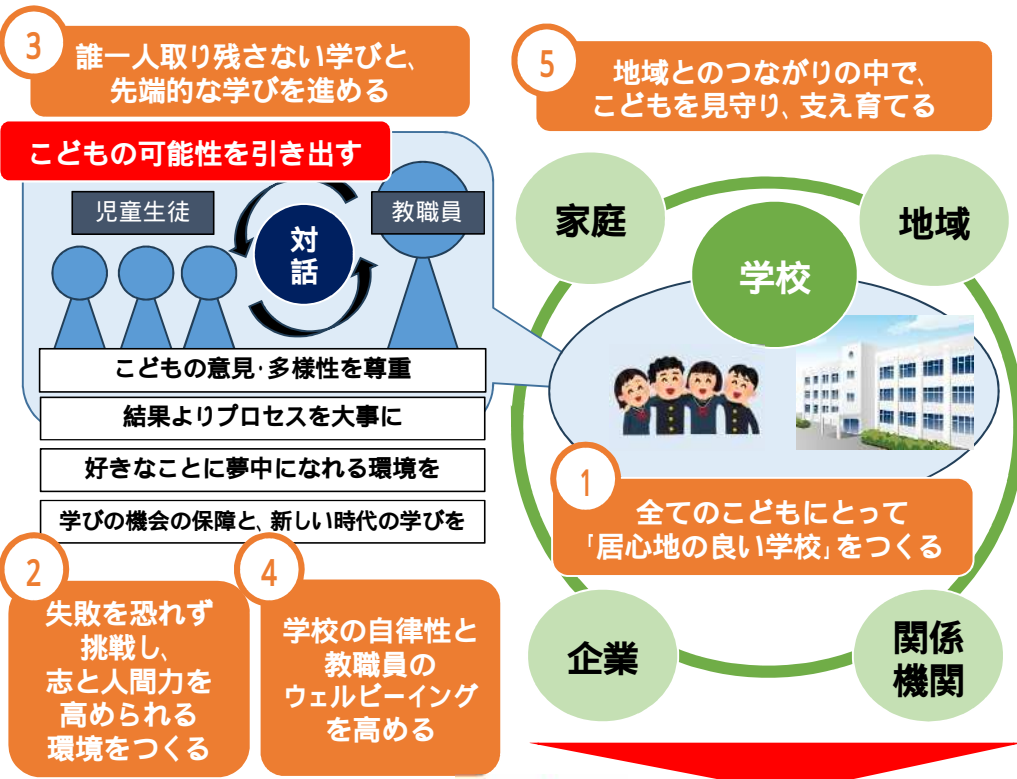 3
誰一人取り残さない学びと、
先端的な学びを進める
こどもの可能性を引き出す
児童生徒
対
話
教職員
こどもの意見・多様性を尊重
結果よりプロセスを大事に
好きなことに夢中になれる環境を
学びの機会の保障と、新しい時代の学びを
2
失敗を恐れず
挑戦し、
志と人間力を
高められる
環境をつくる
4
学校の自律性と
教職員の
ウェルビーイング
を高める
5
地域とのつながりの中で、
こどもを見守り、支え育てる
家庭
地域
学校
1
全てのこどもにとって
「居心地の良い学校」をつくる
企業
関係
機関